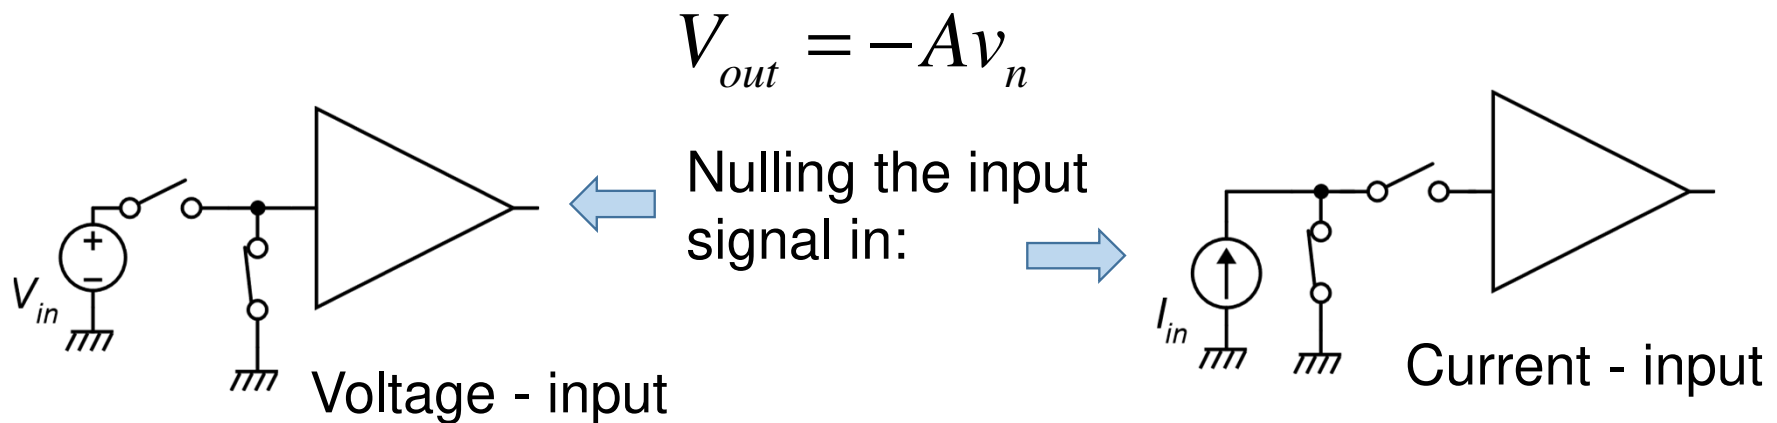 V_out = −Av_n
Nulling the input
signal in:
+
−
V_in
Voltage - input
I_in
Current - input